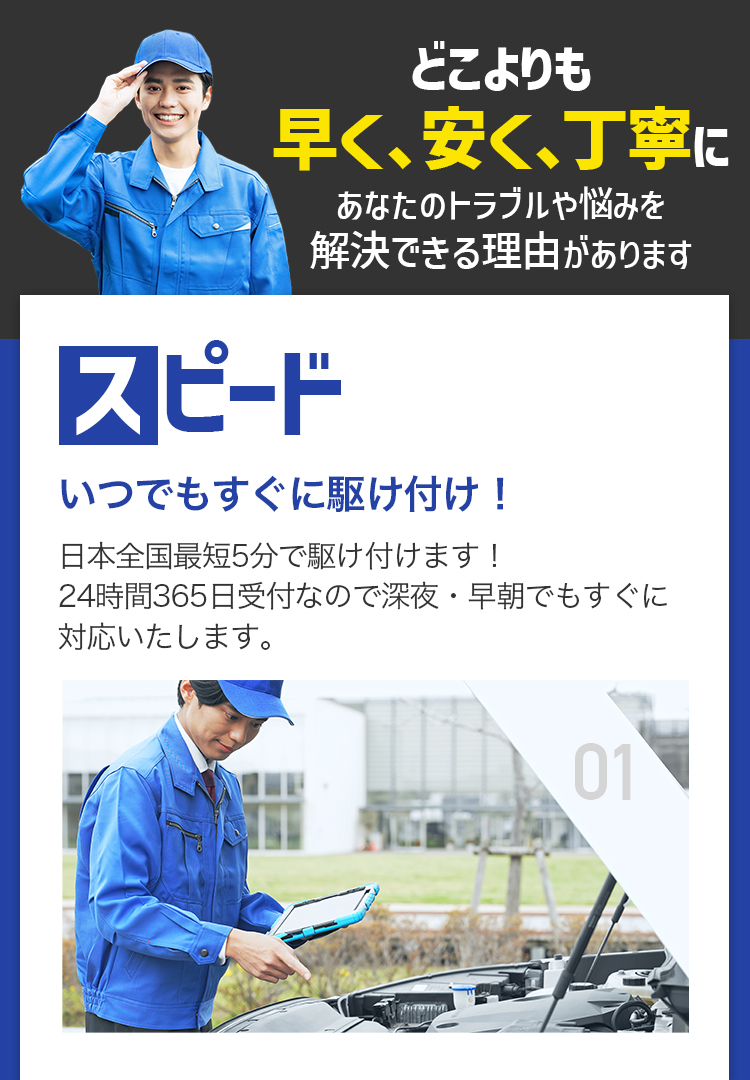 どこよりも
早く、安く、丁寧に
あなたのトラブルや悩みを
解決できる理由があります
スピード
いつでもすぐに駆け付け！
日本全国最短5分で駆け付けます！
24時間365日受付なので深夜・早朝でもすぐに
対応いたします。
01